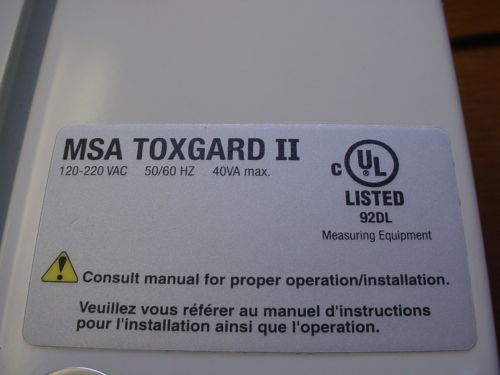 MSA TOXGARD II
120-220 VAC 50/60 HZ 40VA max.
C UL ®
LISTED
92DL
Measuring Equipment
Consult manual for proper operation/installation.
Veuillez vous référer au manuel d'instructions
pour l'installation ainsi que l'operation.